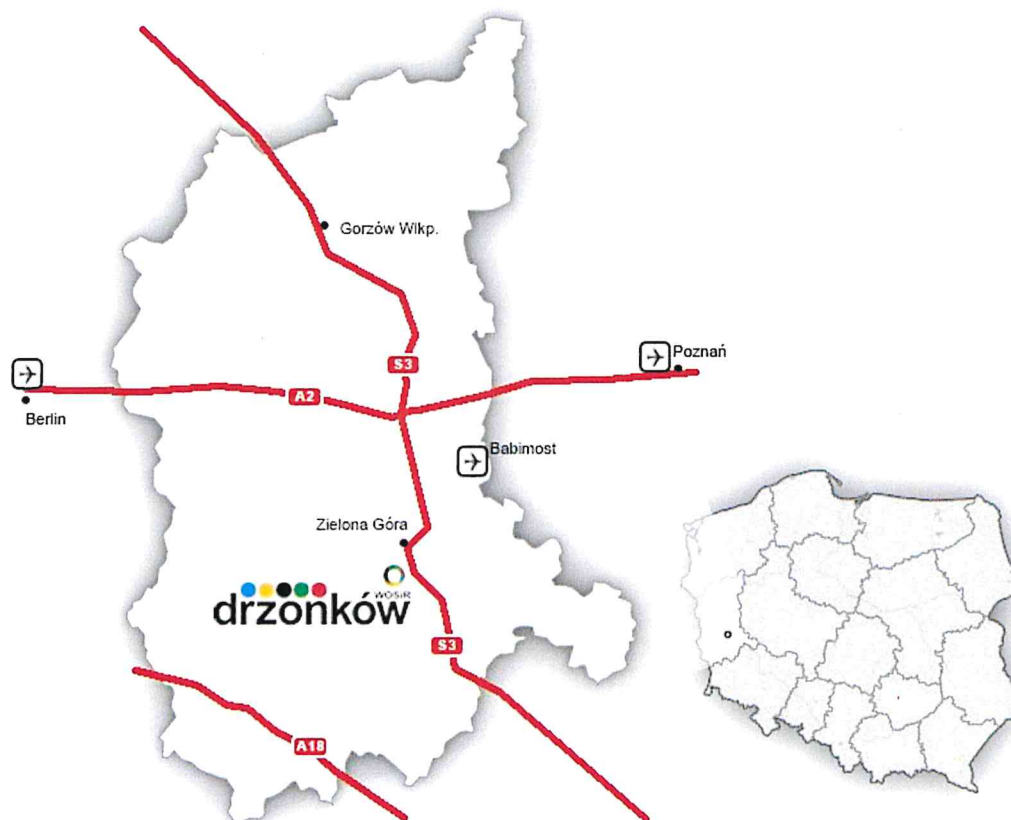 Gorzów Wlkp.
S3
Poznań
A2
Berlin
Babimost
Zielona Góra
WOSiR
drzonków
S3
A18